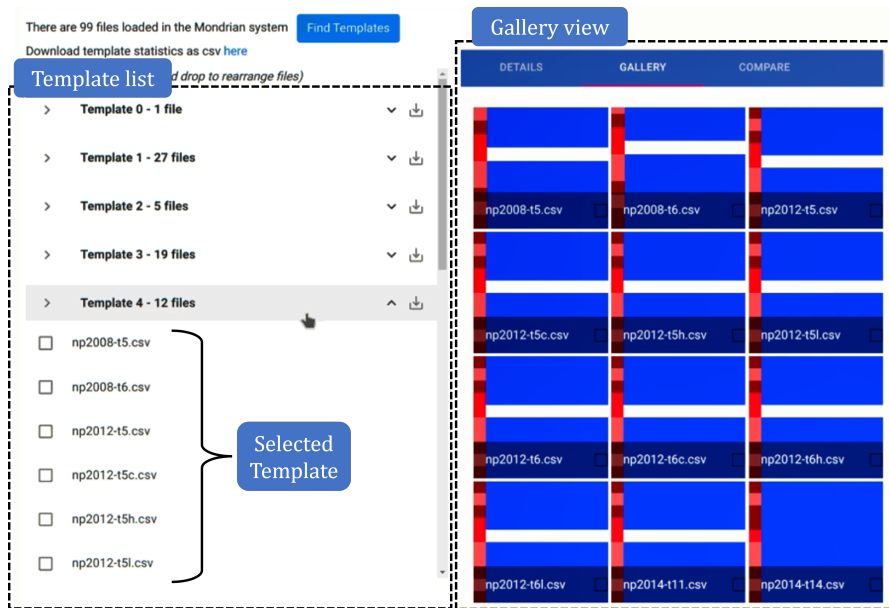 There are 99 files loaded in the Mondrian system
Find Templates
Download template statistics as csv here
d drop to rearrange files)
Template list
Template 0 - 1 file
Template 1 - 27 files
Template 2 - 5 files
Template 3 - 19 files
Template 4 - 12 files
np2008-t5.csv
np2008-t6.csv
np2012-t5.csv
np2012-t5c.csv
np2012-t5h.csv
np2012-t5l.csv
Selected
Template
Gallery view
DETAILS GALLERY COMPARE
np2008-t5.csv np2008-t6.csv np2012-t5.csv
np2012-t5c.csv np2012-t5h.csv np2012-t5l.csv
np2012-t6.csv np2012-t6c.csv np2012-t6h.csv
np2012-t6l.csv np2014-t11.csv np2014-t14.csv